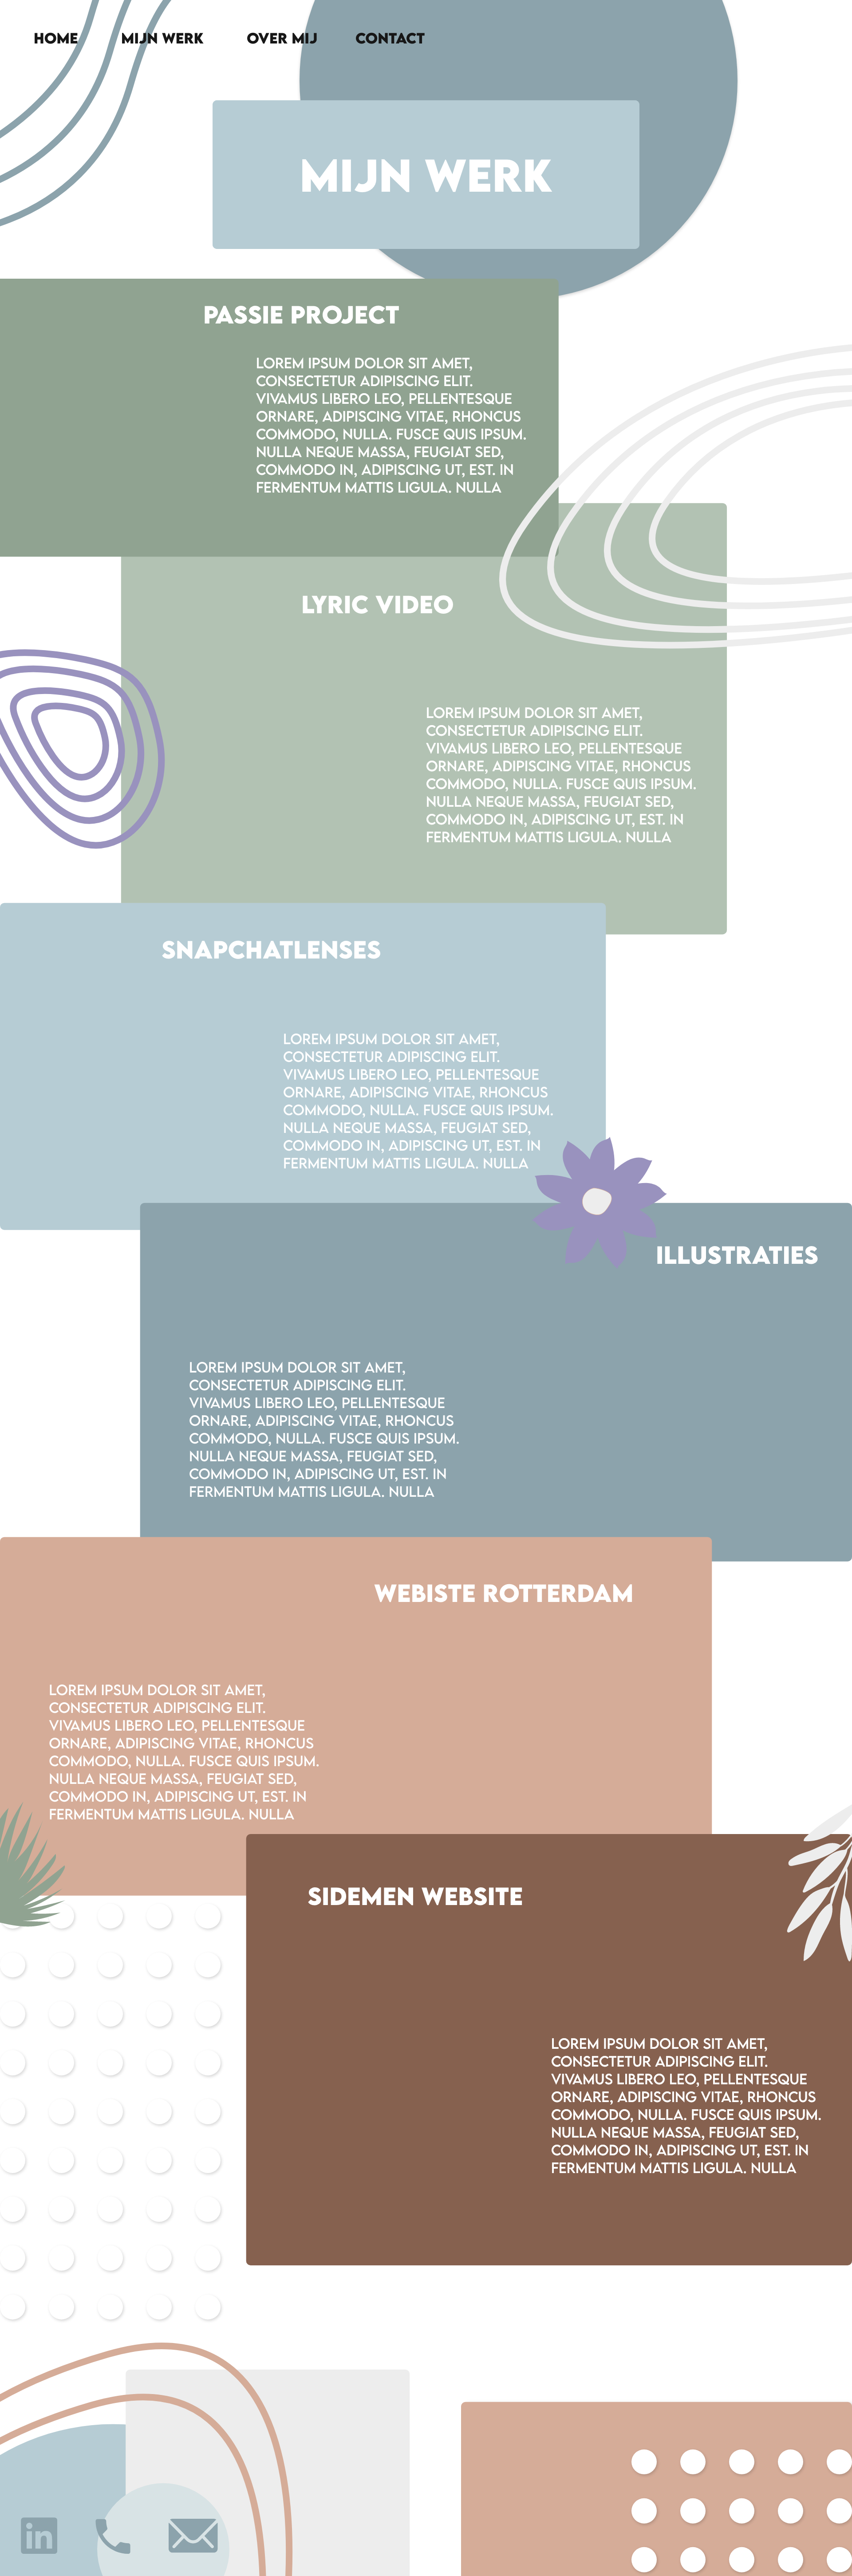 HOME MIJN WERK OVER MIJ CONTACT
MIJN WERK
PASSIE PROJECT
LOREM IPSUM DOLOR SIT AMET,
CONSECTETUR ADIPISCING ELIT.
VIVAMUS LIBERO LEO, PELLENTESQUE
ORNARE, ADIPISCING VITAE, RHONCUS
COMMODO, NULLA. FUSCE QUIS IPSUM.
NULLA NEQUE MASSA, FEUGIAT SED,
COMMODO IN, ADIPISCING UT, EST. IN
FERMENTUM MATTIS LIGULA. NULLA
LYRIC VIDEO
LOREM IPSUM DOLOR SIT AMET,
CONSECTETUR ADIPISCING ELIT.
VIVAMUS LIBERO LEO, PELLENTESQUE
ORNARE, ADIPISCING VITAE, RHONCUS
COMMODO, NULLA. FUSCE QUIS IPSUM.
NULLA NEQUE MASSA, FEUGIAT SED,
COMMODO IN, ADIPISCING UT, EST. IN
FERMENTUM MATTIS LIGULA. NULLA
SNAPCHATLENSES
LOREM IPSUM DOLOR SIT AMET,
CONSECTETUR ADIPISCING ELIT.
VIVAMUS LIBERO LEO, PELLENTESQUE
ORNARE, ADIPISCING VITAE, RHONCUS
COMMODO, NULLA. FUSCE QUIS IPSUM.
NULLA NEQUE MASSA, FEUGIAT SED,
COMMODO IN, ADIPISCING UT, EST. IN
FERMENTUM MATTIS LIGULA. NULLA
ILLUSTRATIES
LOREM IPSUM DOLOR SIT AMET,
CONSECTETUR ADIPISCING ELIT.
VIVAMUS LIBERO LEO, PELLENTESQUE
ORNARE, ADIPISCING VITAE, RHONCUS
COMMODO, NULLA. FUSCE QUIS IPSUM.
NULLA NEQUE MASSA, FEUGIAT SED,
COMMODO IN, ADIPISCING UT, EST. IN
FERMENTUM MATTIS LIGULA. NULLA
WEBISTE ROTTERDAM
LOREM IPSUM DOLOR SIT AMET,
CONSECTETUR ADIPISCING ELIT.
VIVAMUS LIBERO LEO, PELLENTESQUE
ORNARE, ADIPISCING VITAE, RHONCUS
COMMODO, NULLA. FUSCE QUIS IPSUM.
NULLA NEQUE MASSA, FEUGIAT SED,
COMMODO IN, ADIPISCING UT, EST. IN
FERMENTUM MATTIS LIGULA. NULLA
SIDEMEN WEBSITE
LOREM IPSUM DOLOR SIT AMET,
CONSECTETUR ADIPISCING ELIT.
VIVAMUS LIBERO LEO, PELLENTESQUE
ORNARE, ADIPISCING VITAE, RHONCUS
COMMODO, NULLA. FUSCE QUIS IPSUM.
NULLA NEQUE MASSA, FEUGIAT SED,
COMMODO IN, ADIPISCING UT, EST. IN
FERMENTUM MATTIS LIGULA. NULLA
in